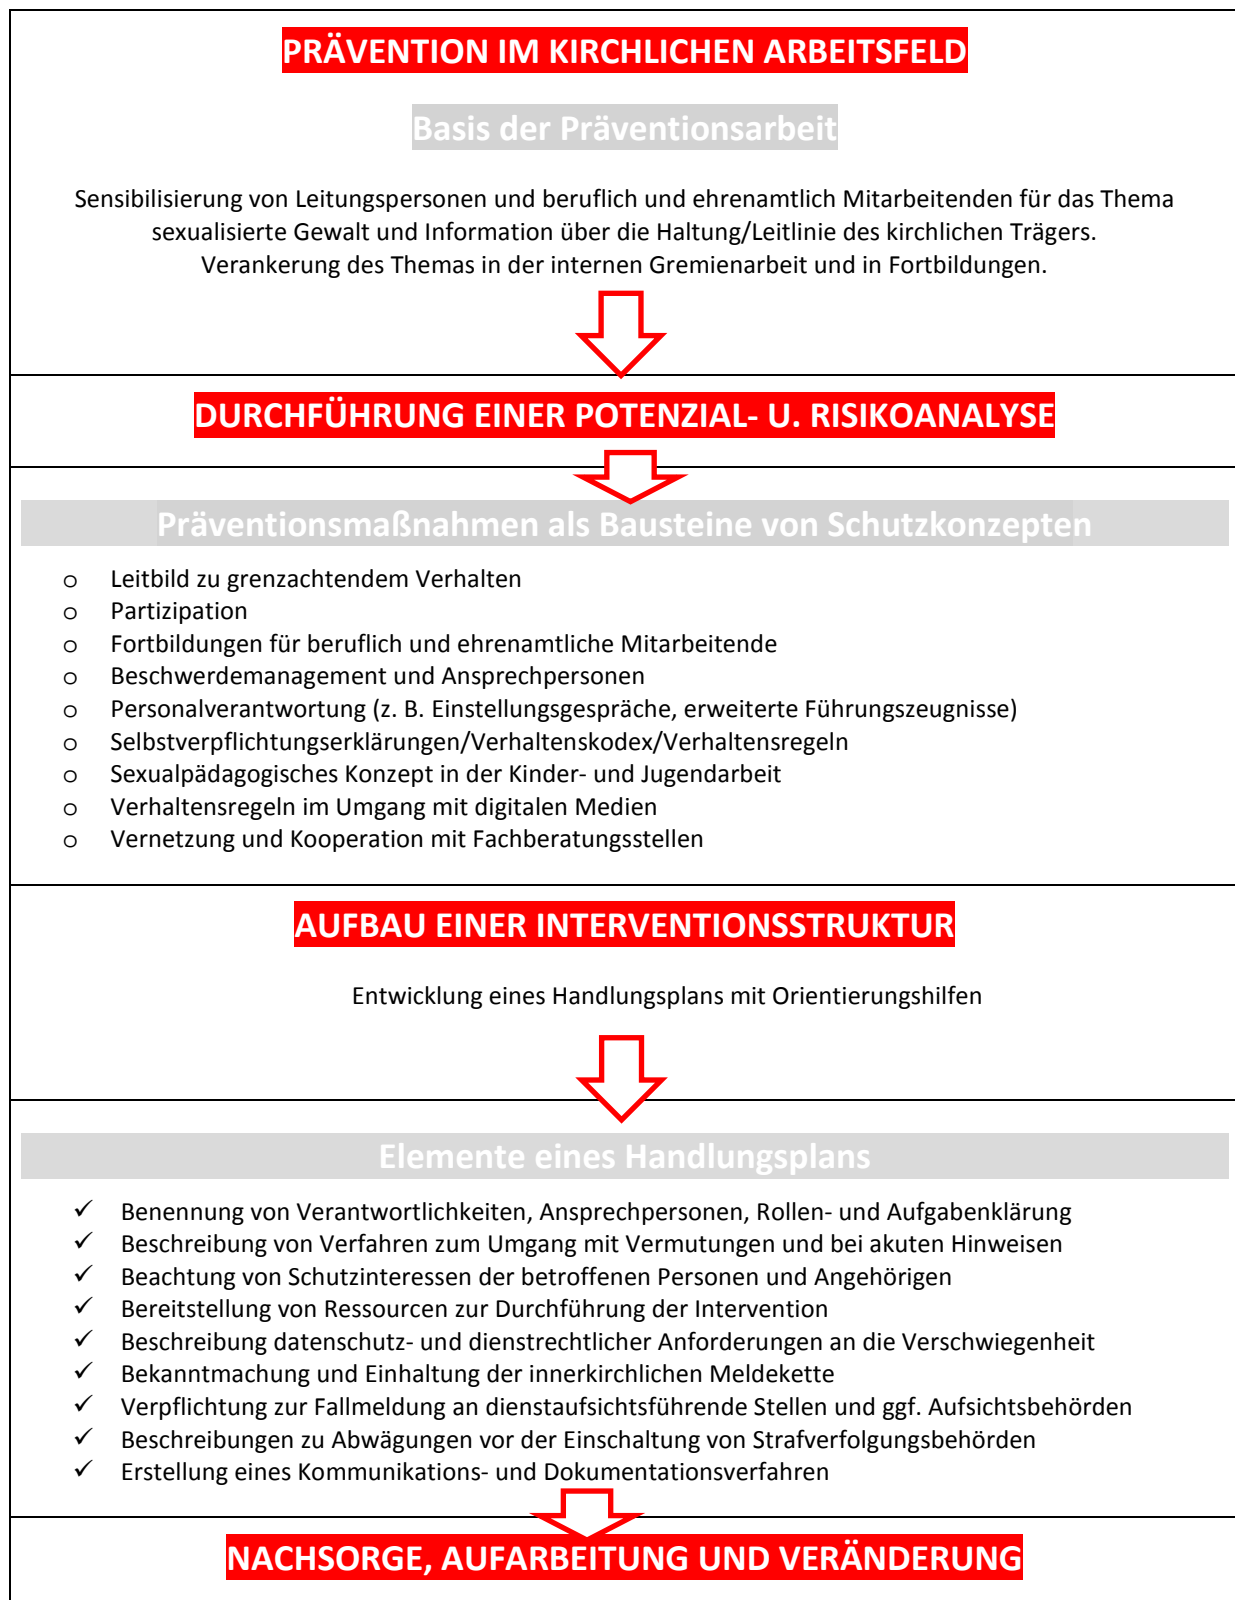 PRÄVENTION IM KIRCHLICHEN ARBEITSFELD
Basis der Präventionsarbeit
Sensibilisierung von Leitungspersonen und beruflich und ehrenamtlich Mitarbeitenden für das Thema
sexualisierte Gewalt und Information über die Haltung/Leitlinie des kirchlichen Trägers.
Verankerung des Themas in der internen Gremienarbeit und in Fortbildungen.
DURCHFÜHRUNG EINER POTENZIAL- U. RISIKOANALYSE
Präventionsmaßnahmen als Bausteine von Schutzkonzepten
o Leitbild zu grenzachtendem Verhalten
o Partizipation
o Fortbildungen für beruflich und ehrenamtliche Mitarbeitende
o Beschwerdemanagement und Ansprechpersonen
o Personalverantwortung (z. B. Einstellungsgespräche, erweiterte Führungszeugnisse)
o Selbstverpflichtungserklärungen/Verhaltenskodex/Verhaltensregeln
o Sexualpädagogisches Konzept in der Kinder- und Jugendarbeit
o Verhaltensregeln im Umgang mit digitalen Medien
o Vernetzung und Kooperation mit Fachberatungsstellen
AUFBAU EINER INTERVENTIONSSTRUKTUR
Entwicklung eines Handlungsplans mit Orientierungshilfen
Elemente eines Handlungsplans
✓ Benennung von Verantwortlichkeiten, Ansprechpersonen, Rollen- und Aufgabenklärung
✓ Beschreibung von Verfahren zum Umgang mit Vermutungen und bei akuten Hinweisen
✓ Beachtung von Schutzinteressen der betroffenen Personen und Angehörigen
✓ Bereitstellung von Ressourcen zur Durchführung der Intervention
✓ Beschreibung datenschutz- und dienstrechtlicher Anforderungen an die Verschwiegenheit
✓ Bekanntmachung und Einhaltung der innerkirchlichen Meldekette
✓ Verpflichtung zur Fallmeldung an dienstaufsichtsführende Stellen und ggf. Aufsichtsbehörden
✓ Beschreibungen zu Abwägungen vor der Einschaltung von Strafverfolgungsbehörden
✓ Erstellung eines Kommunikations- und Dokumentationsverfahren
NACHSORGE, AUFARBEITUNG UND VERÄNDERUNG